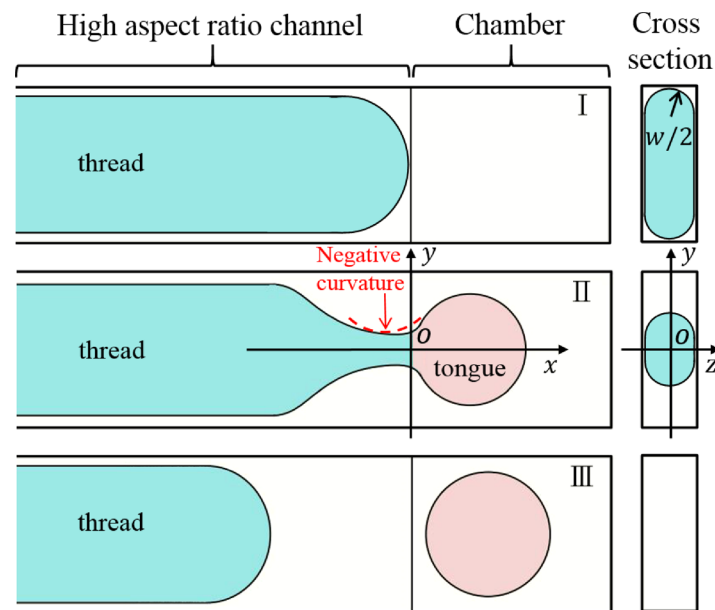 High aspect ratio channel
Chamber
Cross
section
thread
I
w/2
Negative
curvature
y
y
thread
II
O
O
tongue
x
z
thread
III